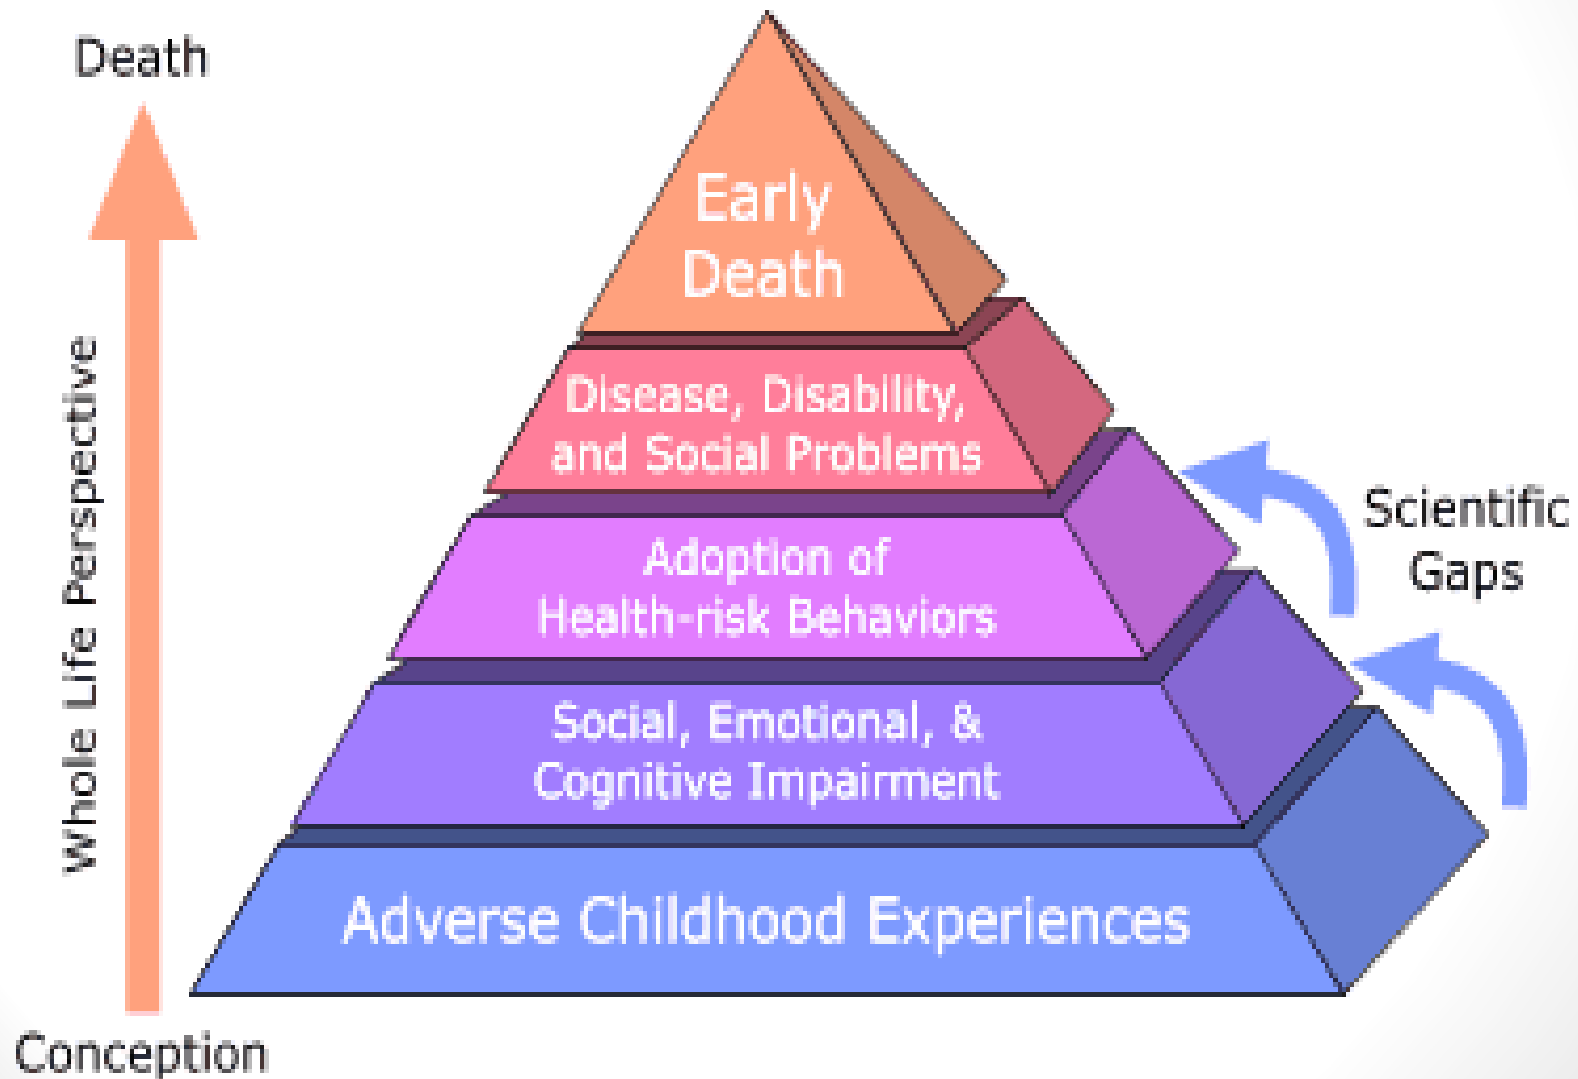 Death
Whole Life Perspective
Conception
Early
Death
Disease, Disability,
and Social Problems
Adoption of
Health-risk Behaviors
Social, Emotional, &
Cognitive Impairment
Adverse Childhood Experiences
Scientific
Gaps